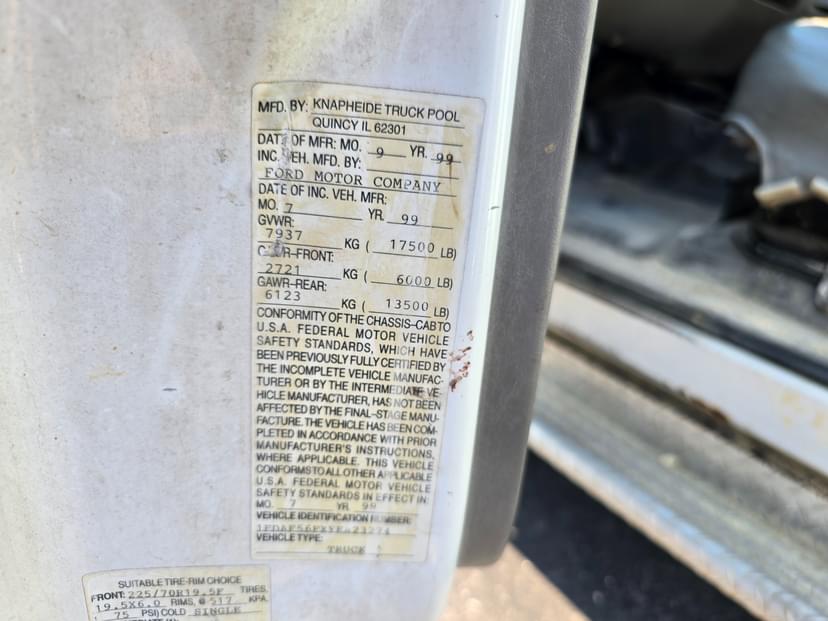 MFD. BY: KNAPHEIDE TRUCK POOL
QUINCY IL 62301
DATE OF MFR: MO. 9 YR. 99
INC. VEH. MFD. BY:
FORD MOTOR COMPANY
DATE OF INC. VEH. MFR:
MO. 7 YR. 99
GVWR:
7937 KG ( 17500 LB)
GAWR-FRONT:
2721 KG ( 6000 LB)
GAWR-REAR:
6123 KG ( 13500 LB)
CONFORMITY OF THE CHASSIS-CAB TO
U.S.A. FEDERAL MOTOR VEHICLE
SAFETY STANDARDS, WHICH HAVE
BEEN PREVIOUSLY FULLY CERTIFIED BY
THE INCOMPLETE VEHICLE MANUFAC-
TURER OR BY THE INTERMEDIATE VE-
HICLE MANUFACTURER, HAS NOT BEEN
AFFECTED BY THE FINAL-STAGE MANU-
FACTURE. THE VEHICLE HAS BEEN COM-
PLETED IN ACCORDANCE WITH PRIOR
MANUFACTURER'S INSTRUCTIONS,
WHERE APPLICABLE. THIS VEHICLE
CONFORMS TO ALL OTHER APPLICABLE
U.S.A. FEDERAL MOTOR VEHICLE
SAFETY STANDARDS IN EFFECT IN:
MO. 7 YR 99
VEHICLE IDENTIFICATION NUMBER:
VEHICLE TYPE:
TRUCK
SUITABLE TIRE-RIM CHOICE
FRONT: 225/70R19.5F TIRES,
19.5X6.0 RIMS, @ 517 KPA
75 PSI) COLD SINGLE